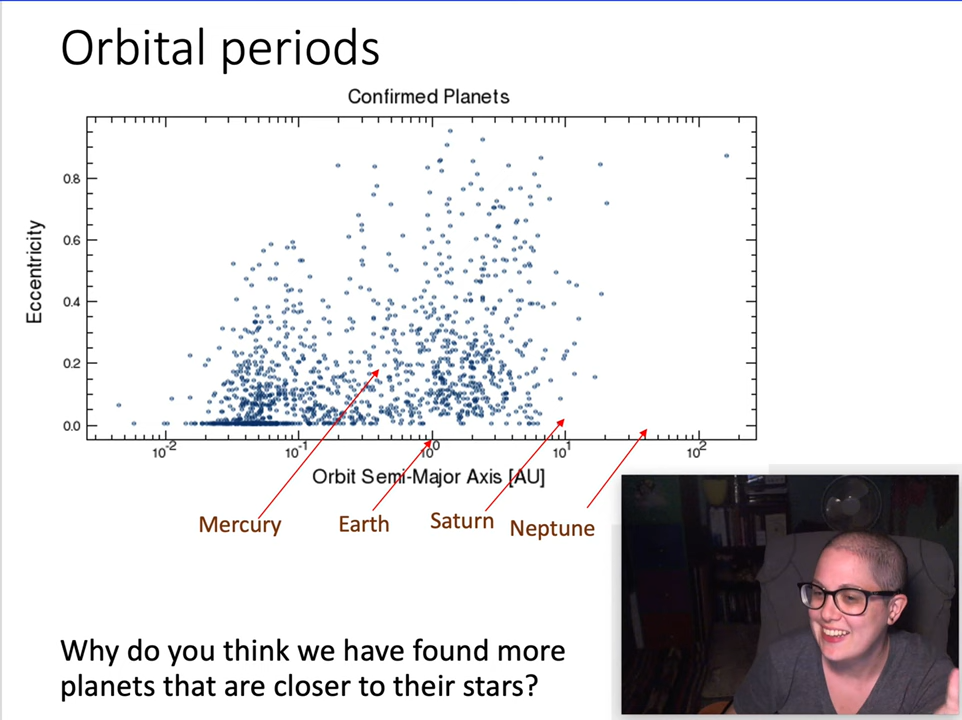 Orbital periods
Confirmed Planets
Eccentricity
0.8
0.6
0.4
0.2
0.0
10⁻² 10⁻¹ 10⁰ 10¹ 10²
Orbit Semi-Major Axis [AU]
Mercury Earth Saturn Neptune
Why do you think we have found more
planets that are closer to their stars?